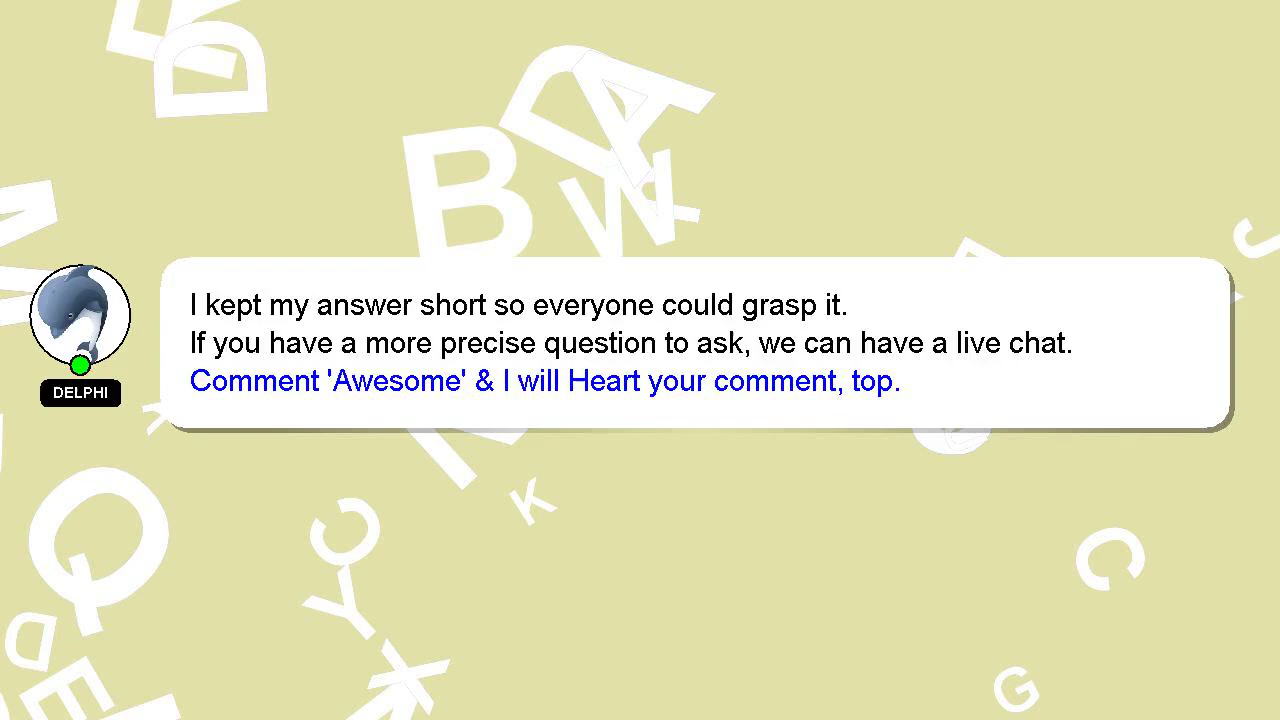 I kept my answer short so everyone could grasp it.
If you have a more precise question to ask, we can have a live chat.
Comment 'Awesome' & I will Heart your comment, top.
DELPHI